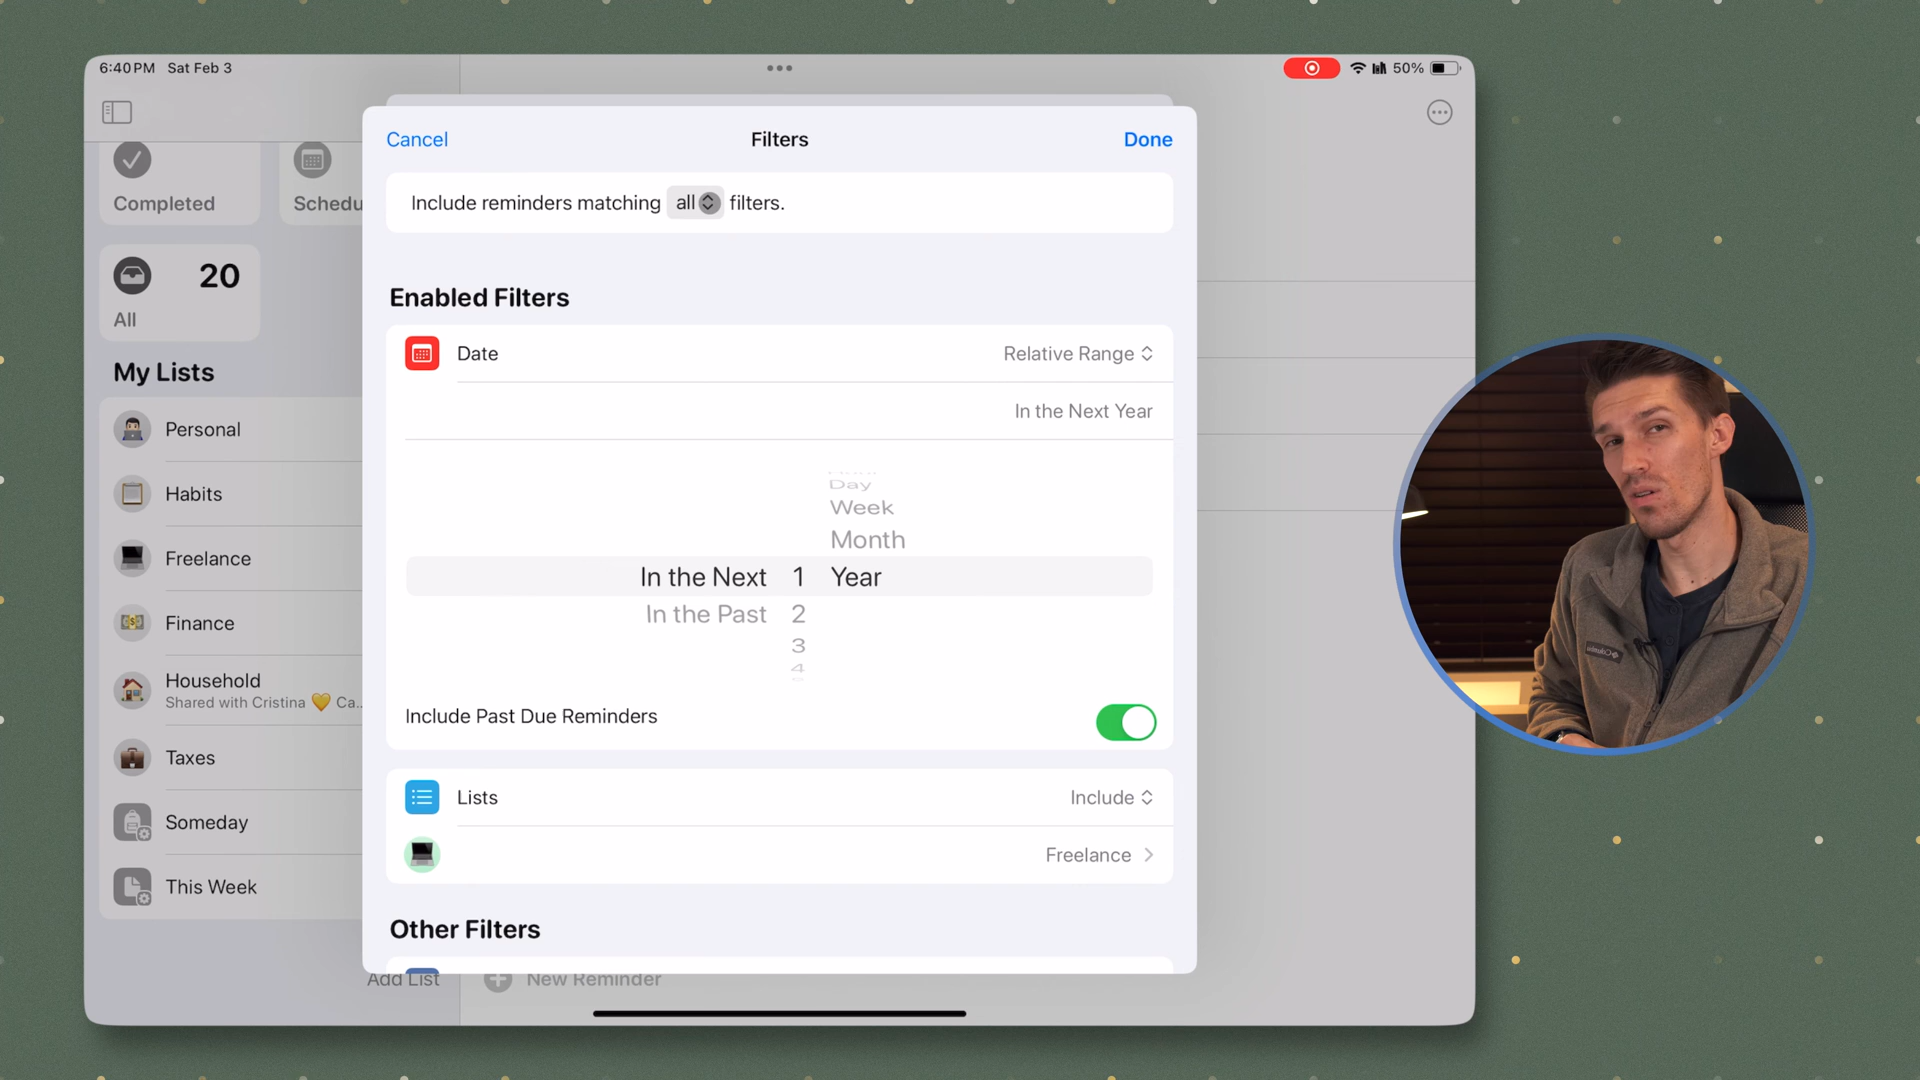 6:40 PM Sat Feb 3
50%
Completed
Schedu
20
All
My Lists
Personal
Habits
Freelance
Finance
Household
Shared with Cristina 💛 Ca...
Taxes
Someday
This Week
Add List
New Reminder
Cancel
Filters
Done
Include reminders matching all filters.
Enabled Filters
Date
Relative Range
In the Next Year
Day
Week
Month
In the Next 1 Year
In the Past 2
3
4
Include Past Due Reminders
Lists
Include
Freelance
Other Filters